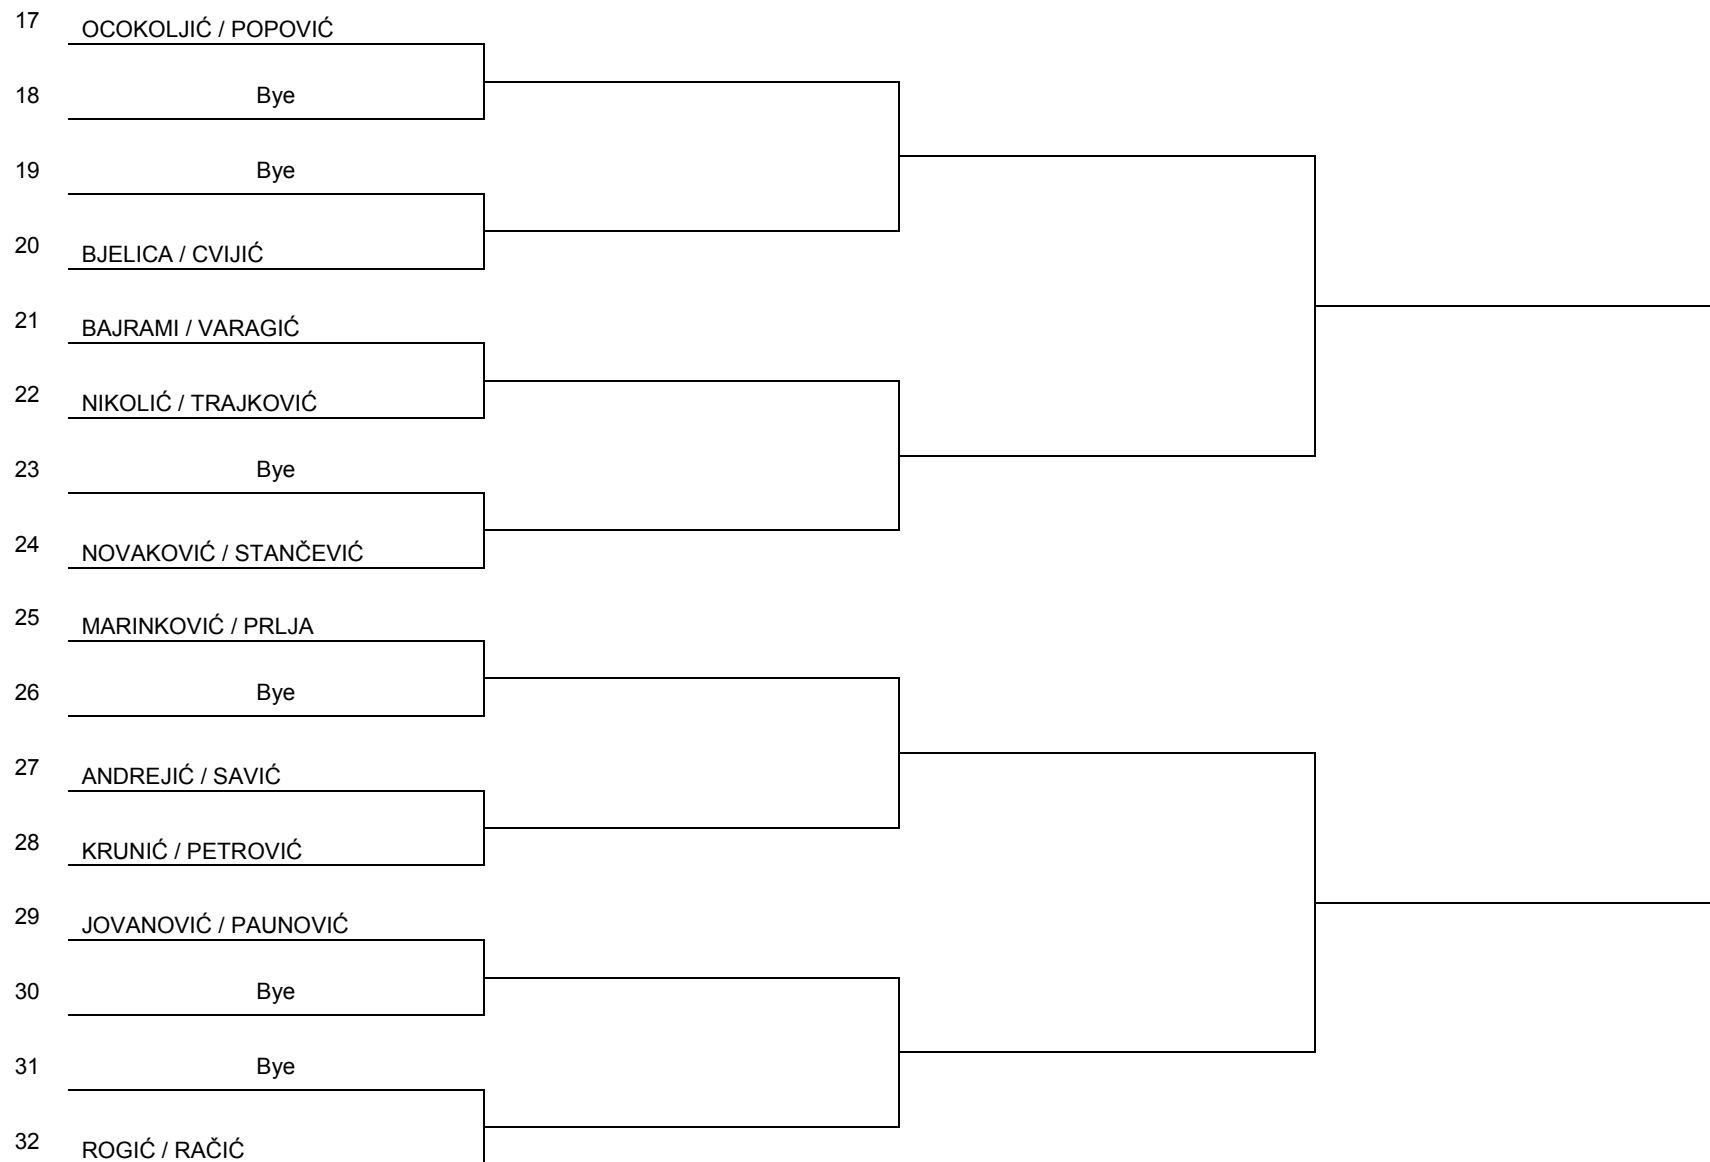 17 OCOKOLJIĆ / POPOVIĆ
18 Bye
19 Bye
20 BJELICA / CVIJIĆ
21 BAJRAMI / VARAGIĆ
22 NIKOLIĆ / TRAJKOVIĆ
23 Bye
24 NOVAKOVIĆ / STANČEVIĆ
25 MARINKOVIĆ / PRLJA
26 Bye
27 ANDREJIĆ / SAVIĆ
28 KRUNIĆ / PETROVIĆ
29 JOVANOVIĆ / PAUNOVIĆ
30 Bye
31 Bye
32 ROGIĆ / RAČIĆ